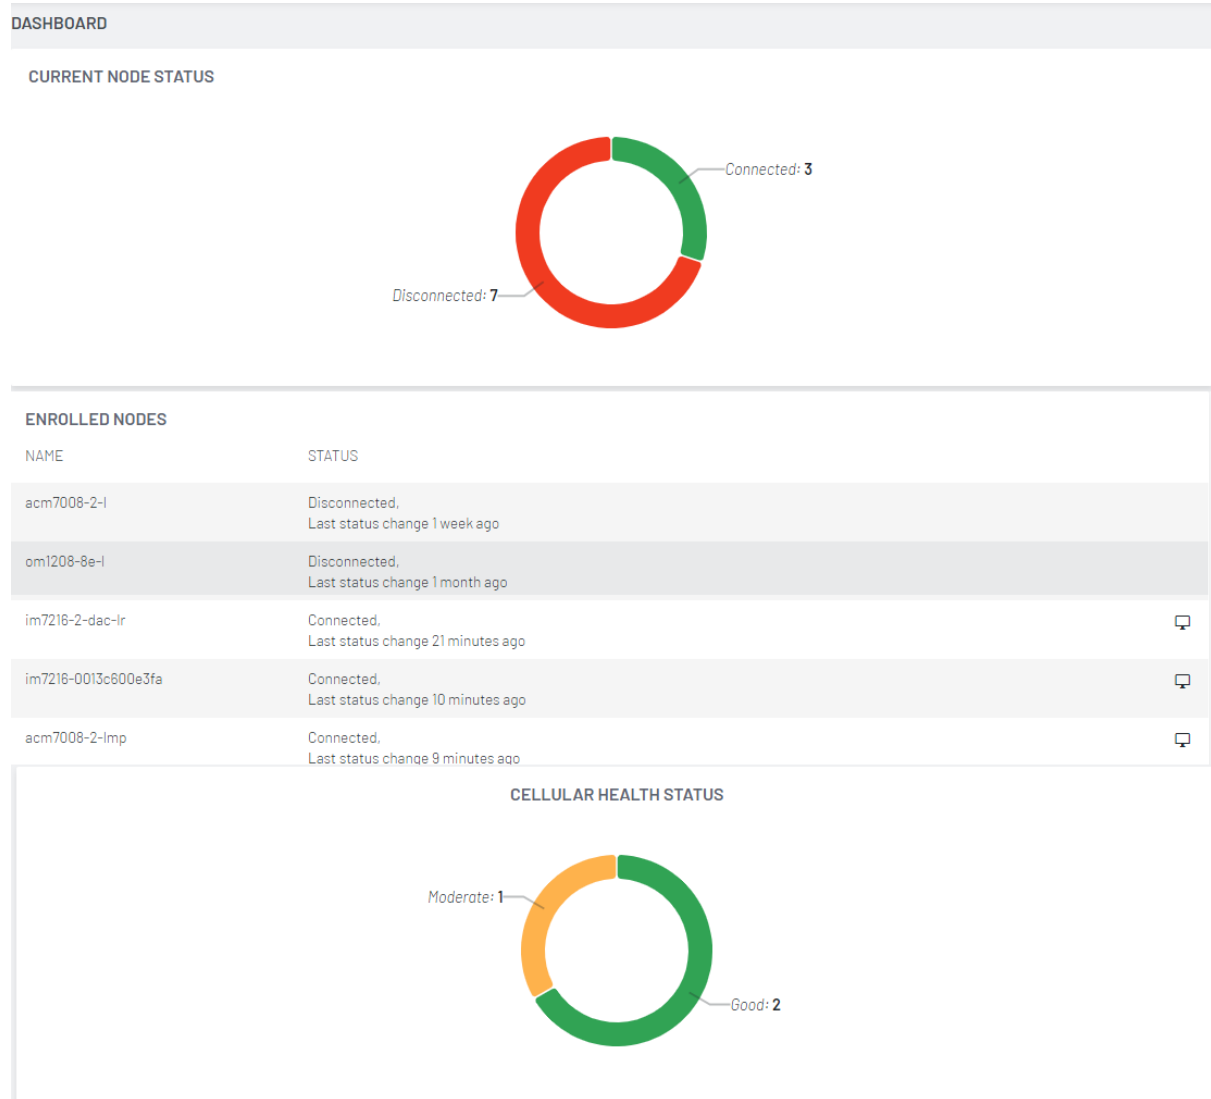 DASHBOARD
CURRENT NODE STATUS
Connected: 3
Disconnected: 7
ENROLLED NODES
NAME STATUS
acm7008-2-l Disconnected,
Last status change 1 week ago
om1208-8e-l Disconnected,
Last status change 1 month ago
im7216-2-dac-lr Connected,
Last status change 21 minutes ago
im7216-0013c600e3fa Connected,
Last status change 10 minutes ago
acm7008-2-lmp Connected,
Last status change 9 minutes ago
CELLULAR HEALTH STATUS
Moderate: 1
Good: 2